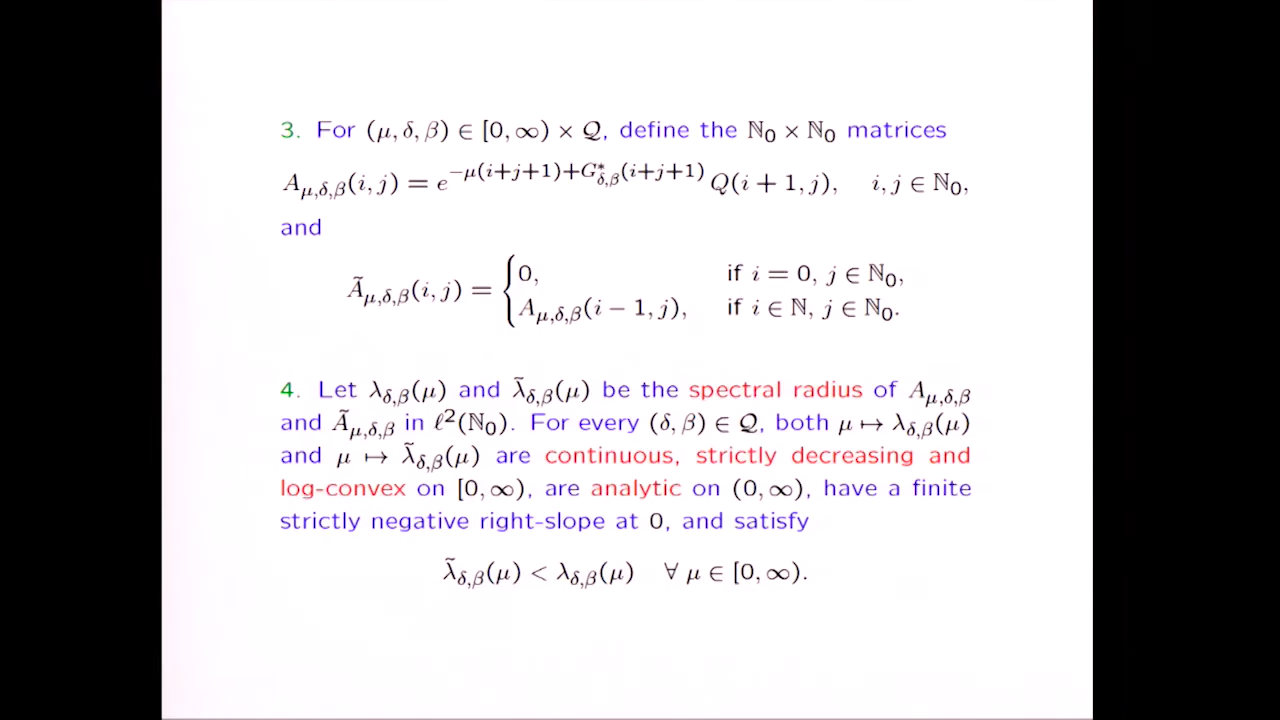 3. For (μ, δ, β) ∈ [0, ∞) × 𝒬, define the ℕ₀ × ℕ₀ matrices
A_{μ,δ,β}(i, j) = e^{−μ(i+j+1)+G*_{δ,β}(i+j+1)} Q(i + 1, j), i, j ∈ ℕ₀,
and
Ã_{μ,δ,β}(i, j) = { 0, if i = 0, j ∈ ℕ₀,
A_{μ,δ,β}(i − 1, j), if i ∈ ℕ, j ∈ ℕ₀.
4. Let λ_{δ,β}(μ) and λ̃_{δ,β}(μ) be the spectral radius of A_{μ,δ,β}
and Ã_{μ,δ,β} in ℓ²(ℕ₀). For every (δ, β) ∈ 𝒬, both μ ↦ λ_{δ,β}(μ)
and μ ↦ λ̃_{δ,β}(μ) are continuous, strictly decreasing and
log-convex on [0, ∞), are analytic on (0, ∞), have a finite
strictly negative right-slope at 0, and satisfy
λ̃_{δ,β}(μ) < λ_{δ,β}(μ) ∀ μ ∈ [0, ∞).